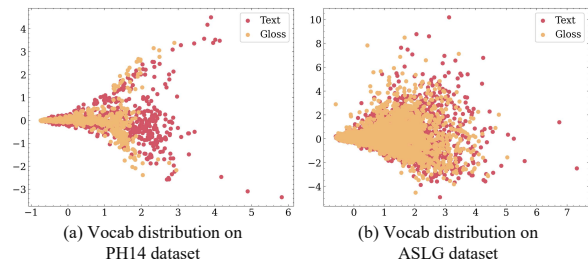 Text
Gloss
4
3
2
1
0
−1
−2
−3
−1 0 1 2 3 4 5 6
(a) Vocab distribution on
PH14 dataset
Text
Gloss
10
8
6
4
2
0
−2
−4
0 1 2 3 4 5 6 7
(b) Vocab distribution on
ASLG dataset